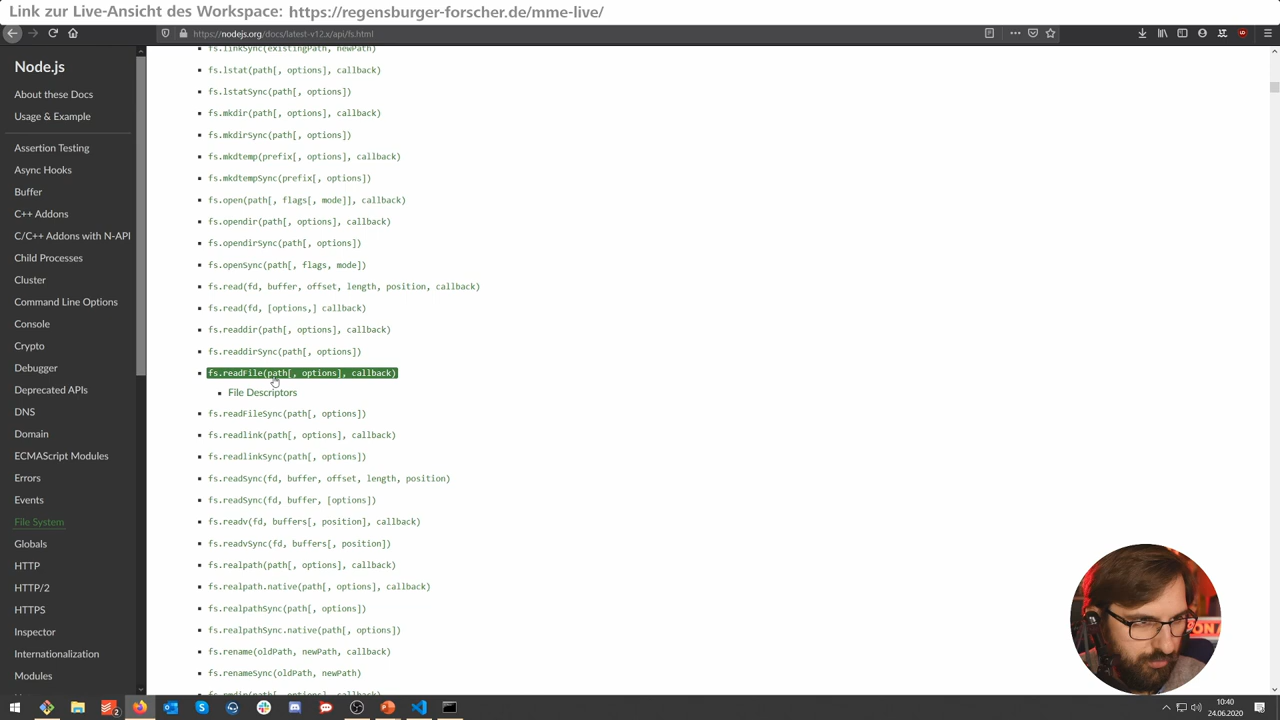 Link zur Live-Ansicht des Workspace: https://regensburger-forscher.de/mme-live/
https://nodejs.org/docs/latest-v12.x/api/fs.html
Node.js
About these Docs
Usage & Example
Assertion Testing
Async Hooks
Buffer
C++ Addons
C/C++ Addons with N-API
Child Processes
Cluster
Command Line Options
Console
Crypto
Debugger
Deprecated APIs
DNS
Domain
ECMAScript Modules
Errors
Events
File System
Globals
HTTP
HTTP/2
HTTPS
Inspector
Internationalization
Modules
fs.linkSync(existingPath, newPath)
fs.lstat(path[, options], callback)
fs.lstatSync(path[, options])
fs.mkdir(path[, options], callback)
fs.mkdirSync(path[, options])
fs.mkdtemp(prefix[, options], callback)
fs.mkdtempSync(prefix[, options])
fs.open(path[, flags[, mode]], callback)
fs.opendir(path[, options], callback)
fs.opendirSync(path[, options])
fs.openSync(path[, flags, mode])
fs.read(fd, buffer, offset, length, position, callback)
fs.read(fd, [options,] callback)
fs.readdir(path[, options], callback)
fs.readdirSync(path[, options])
fs.readFile(path[, options], callback)
File Descriptors
fs.readFileSync(path[, options])
fs.readlink(path[, options], callback)
fs.readlinkSync(path[, options])
fs.readSync(fd, buffer, offset, length, position)
fs.readSync(fd, buffer, [options])
fs.readv(fd, buffers[, position], callback)
fs.readvSync(fd, buffers[, position])
fs.realpath(path[, options], callback)
fs.realpath.native(path[, options], callback)
fs.realpathSync(path[, options])
fs.realpathSync.native(path[, options])
fs.rename(oldPath, newPath, callback)
fs.renameSync(oldPath, newPath)
fs.rmdir(path[, options], callback)
10:40
24.06.2020